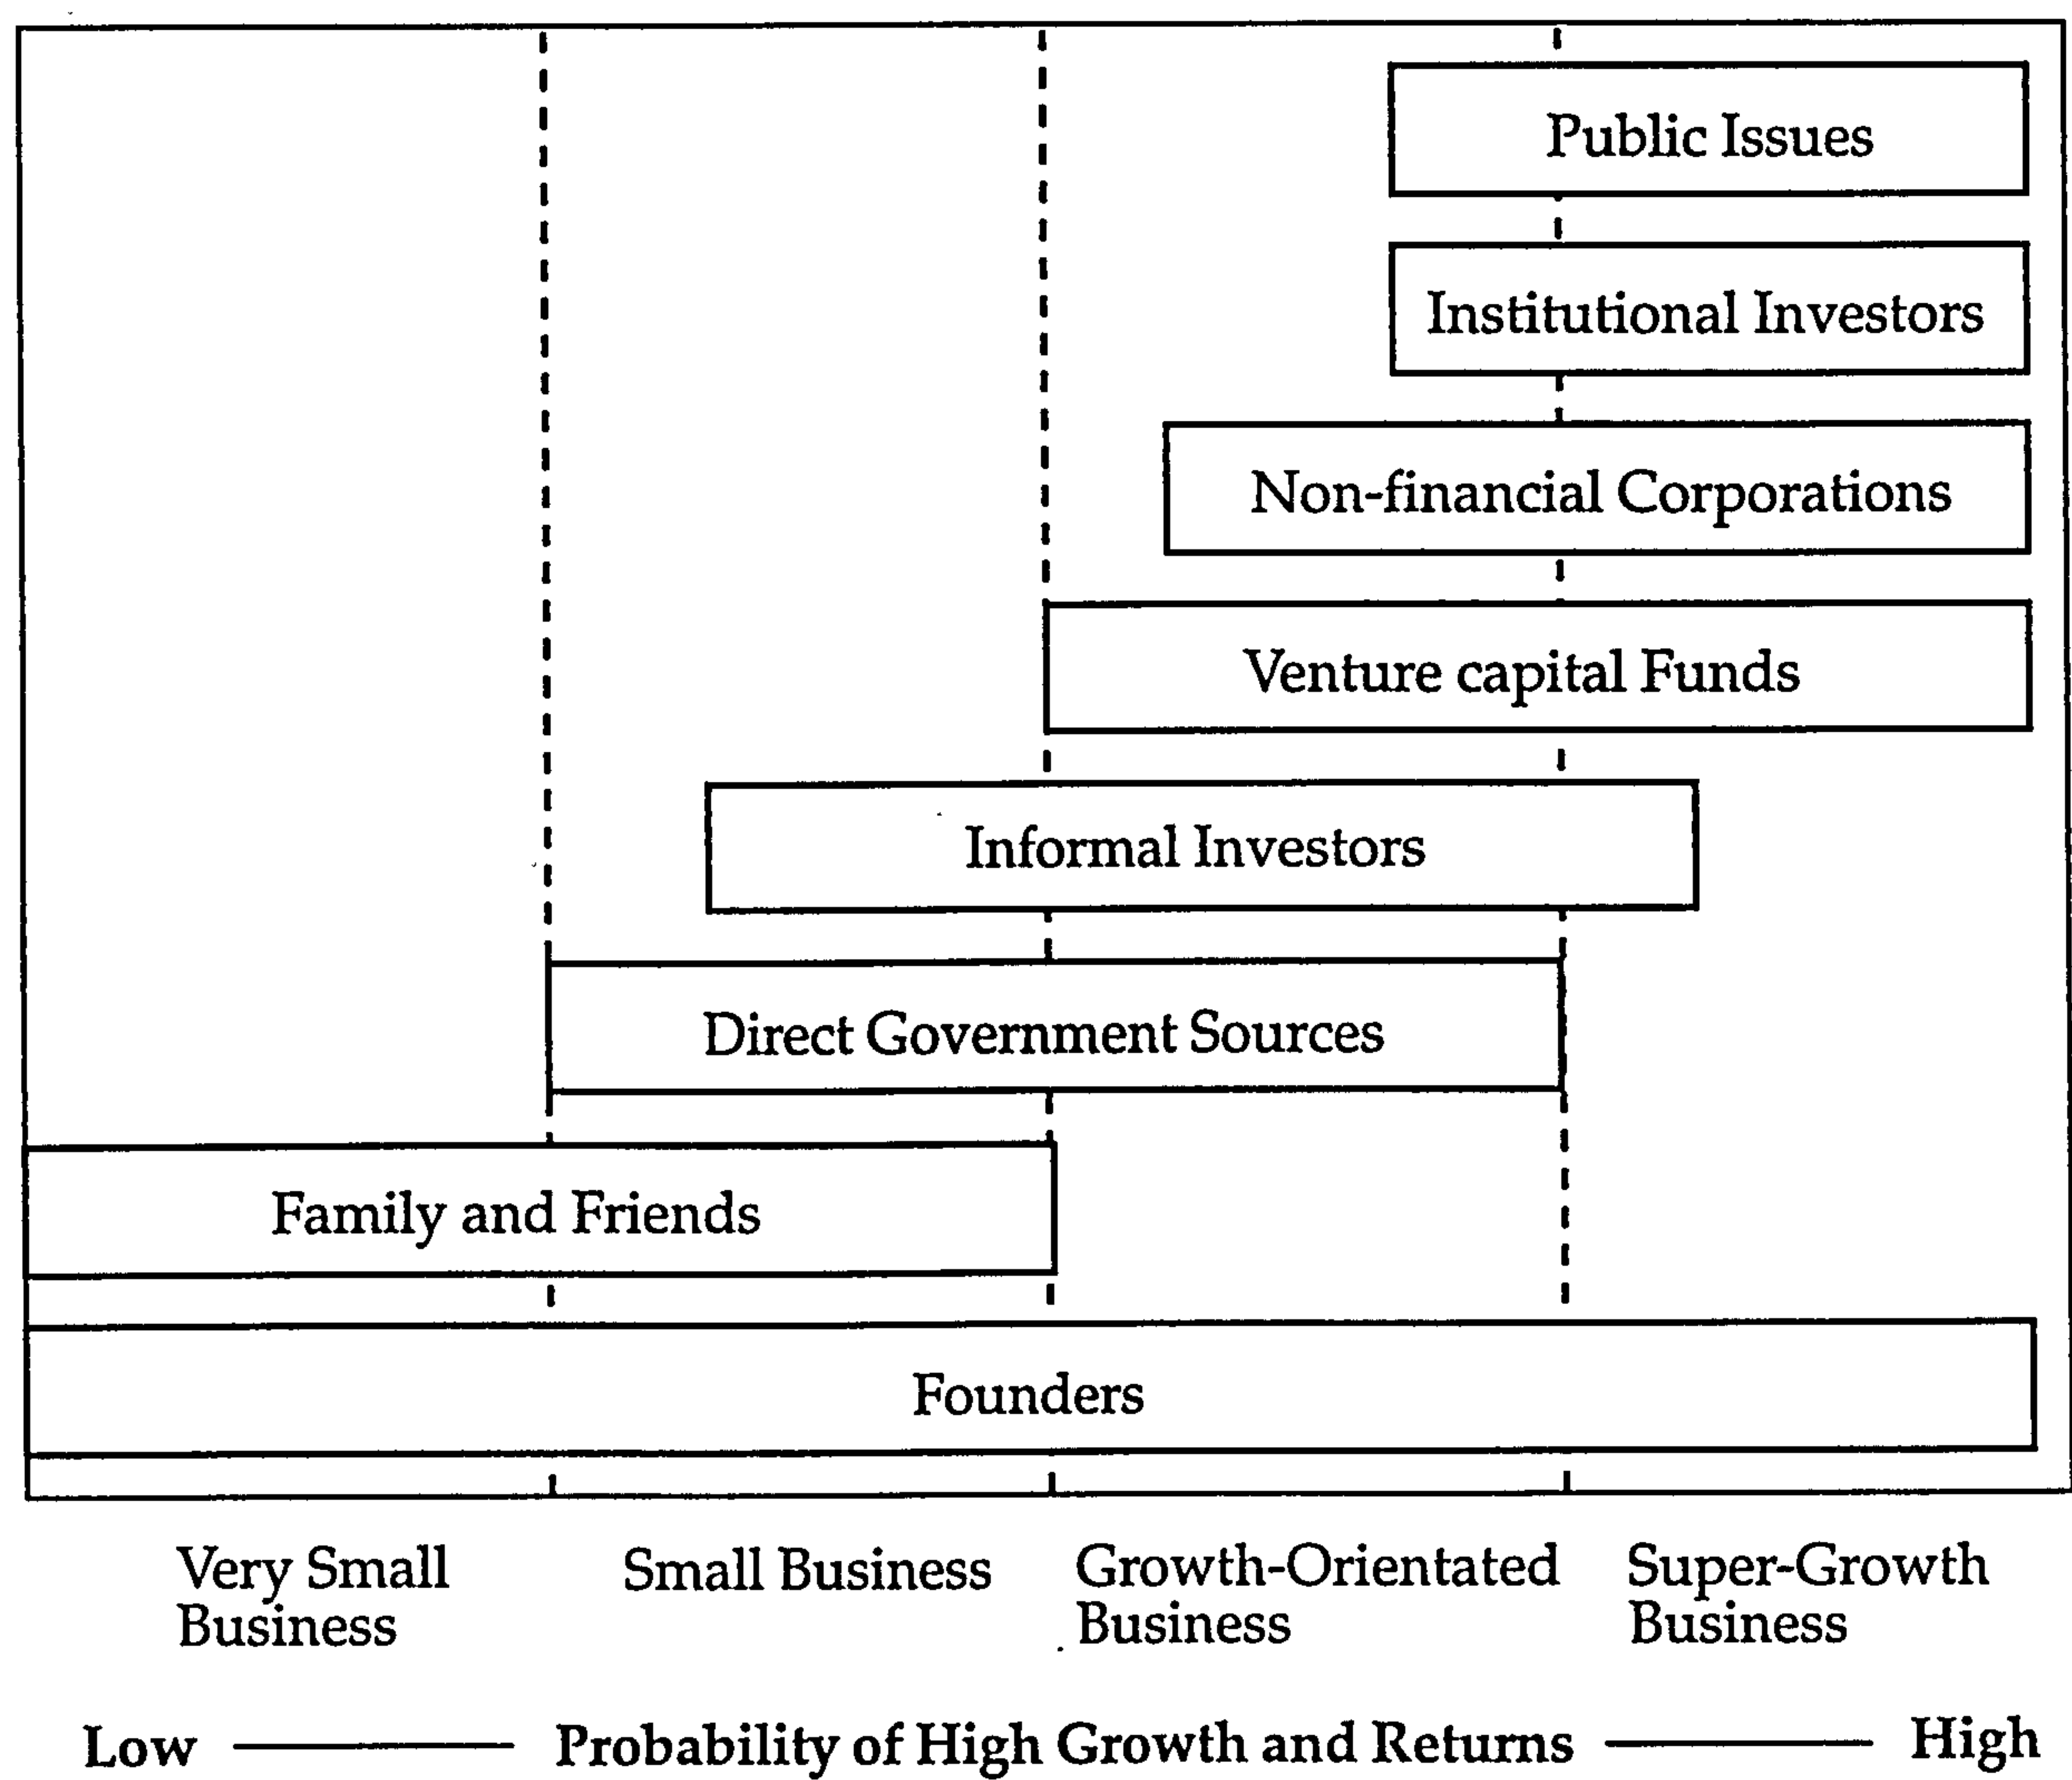 Public Issues
Institutional Investors
Non-financial Corporations
Venture capital Funds
Informal Investors
Direct Government Sources
Family and Friends
Founders
Very Small
Business
Small Business
Growth-Orientated
Business
Super-Growth
Business
Low
Probability of High Growth and Returns
High